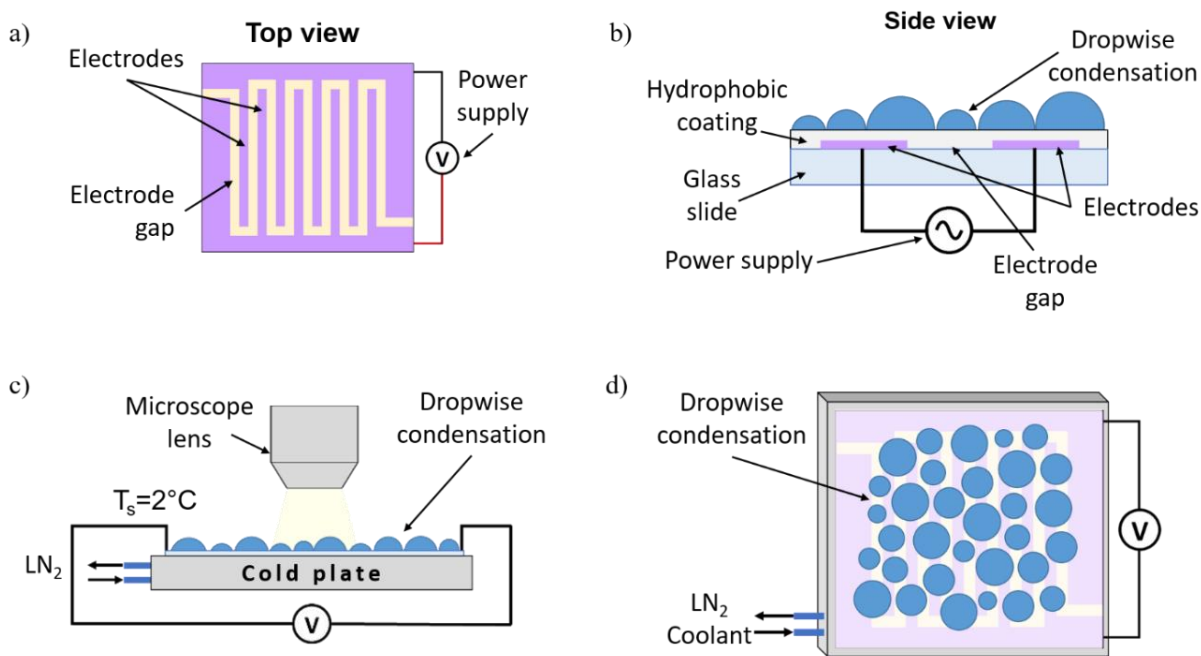 a)
Top view
Electrodes
Power
supply
V
Electrode
gap
b)
Side view
Dropwise
condensation
Hydrophobic
coating
Glass
slide
Electrodes
Power supply
Electrode
gap
c)
Microscope
lens
Dropwise
condensation
Tₛ=2°C
LN₂
Cold plate
V
d)
Dropwise
condensation
V
LN₂
Coolant